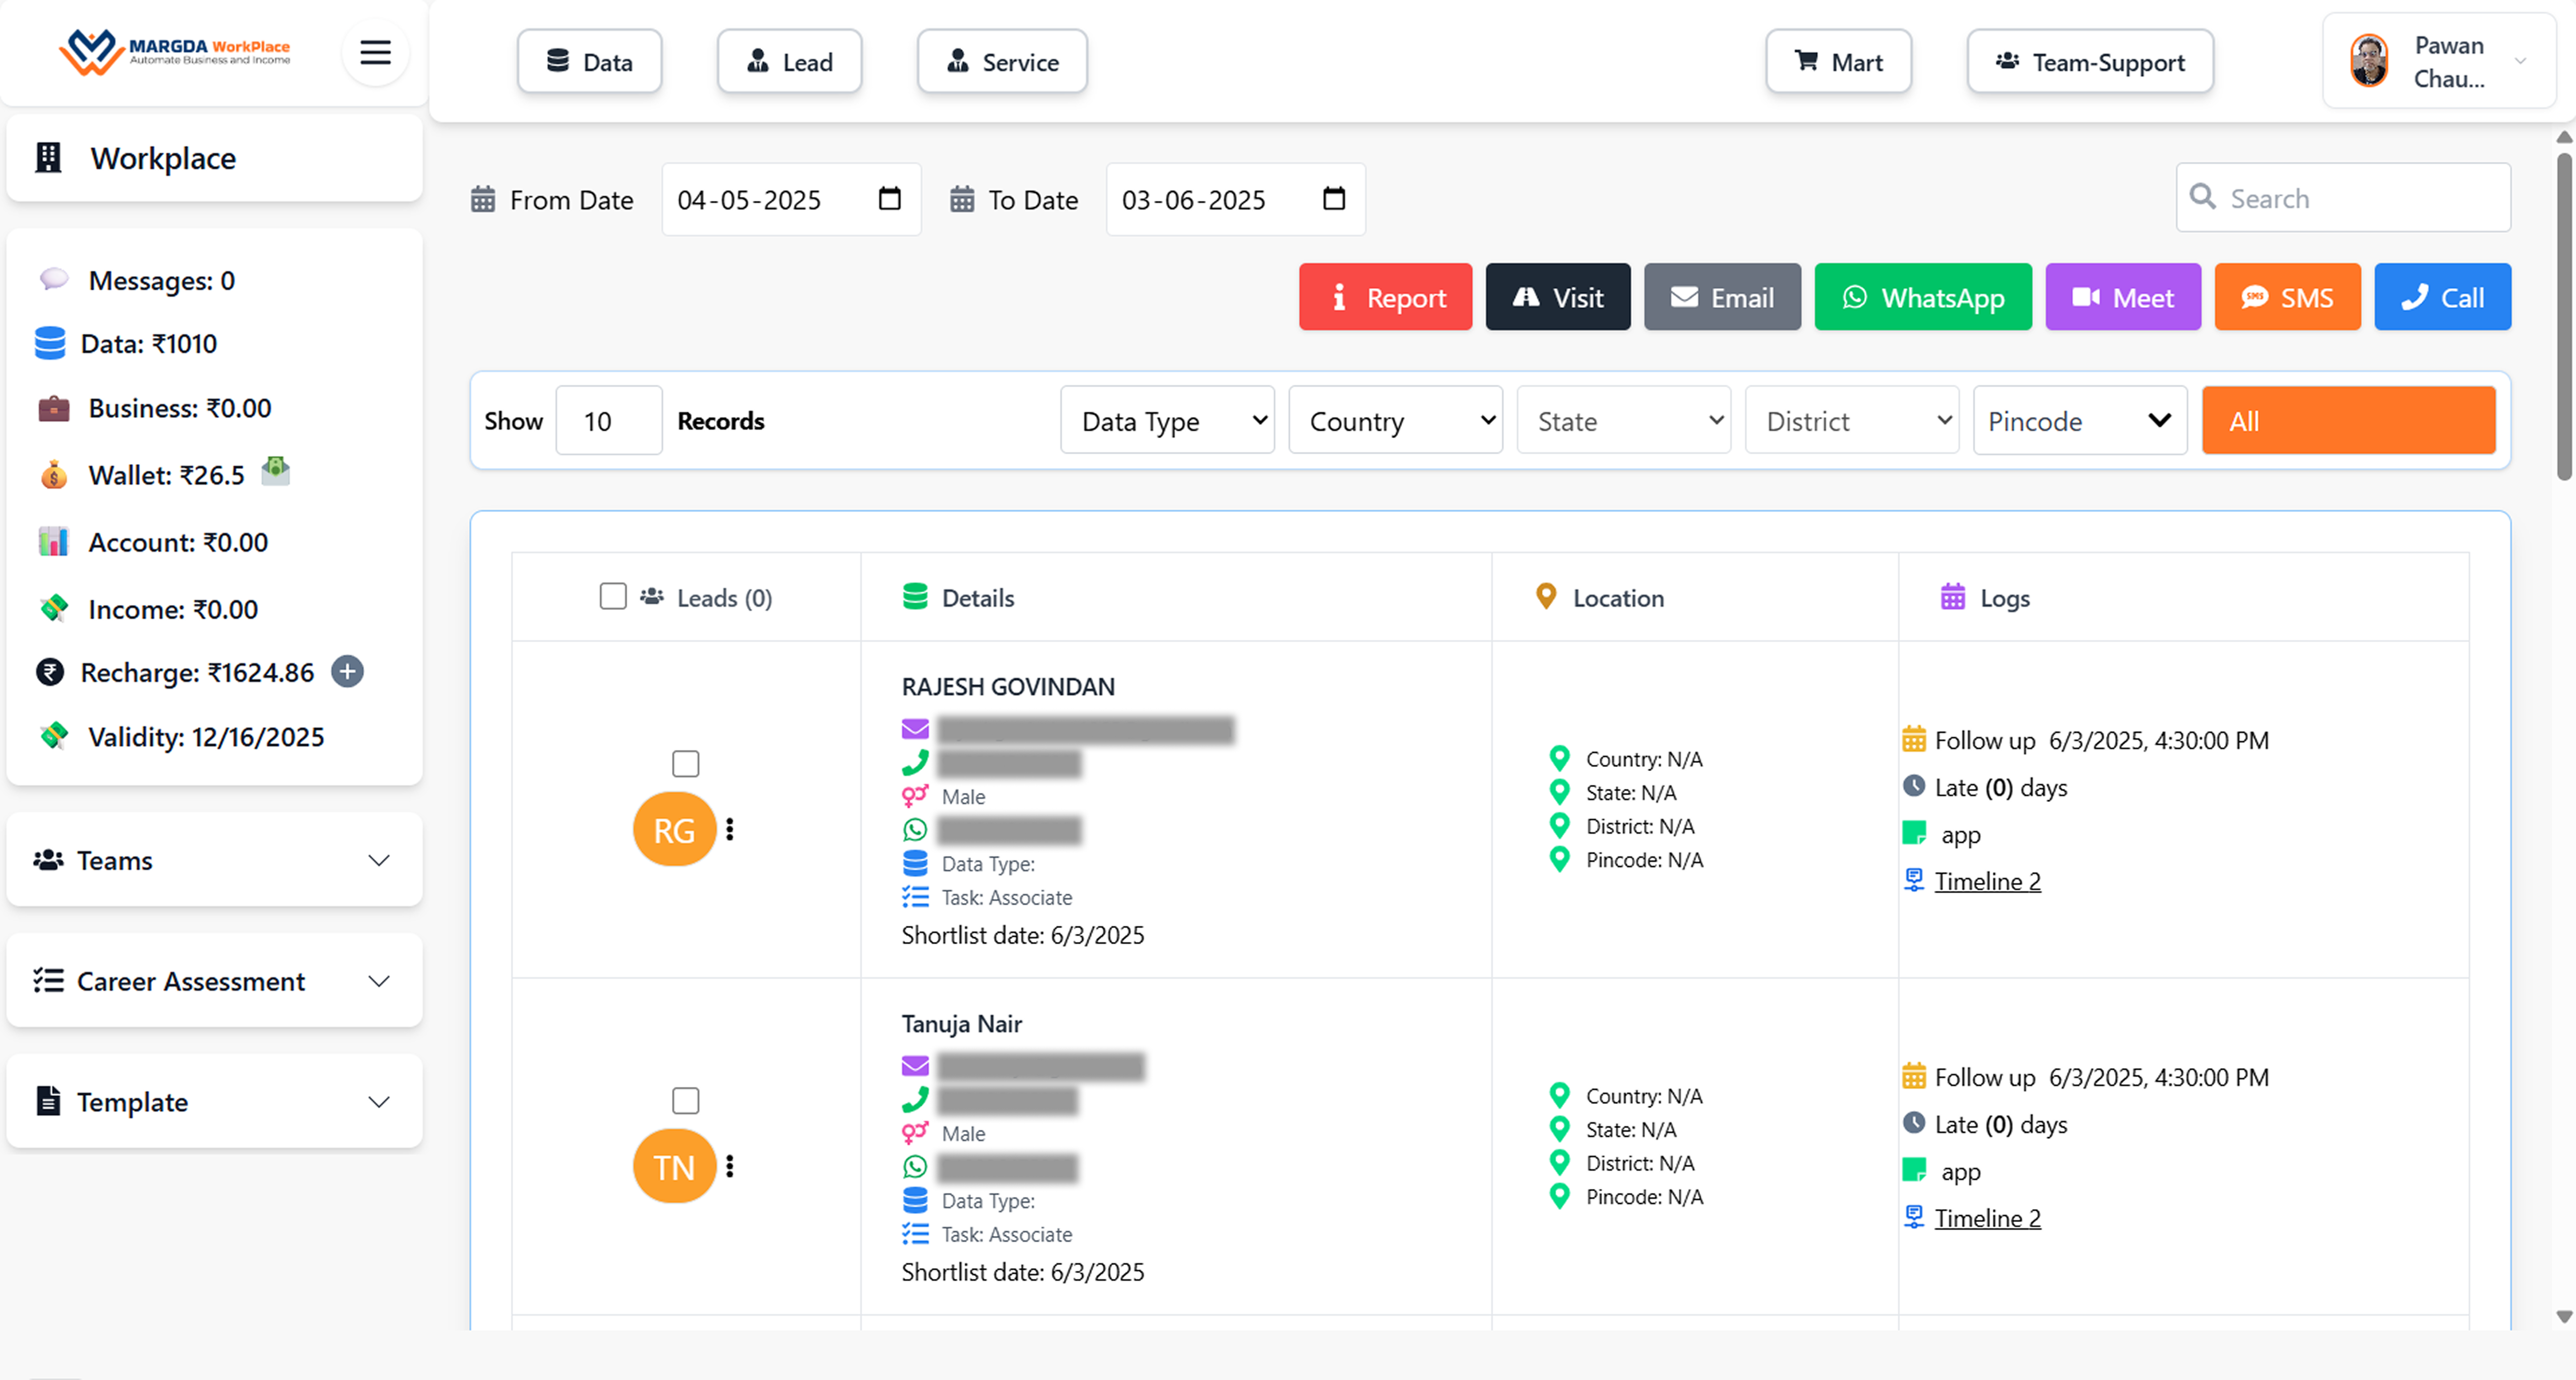 MARGDA WorkPlace
Automate Business and Income
Data
Lead
Service
Mart
Team-Support
Pawan
Chau...
Workplace
Messages: 0
Data: ₹1010
Business: ₹0.00
Wallet: ₹26.5
Account: ₹0.00
Income: ₹0.00
Recharge: ₹1624.86
Validity: 12/16/2025
Teams
Career Assessment
Template
From Date
04-05-2025
To Date
03-06-2025
Search
Report
Visit
Email
WhatsApp
Meet
SMS
SMS
Call
Show
10
Records
Data Type
Country
State
District
Pincode
All
Leads (0)
Details
Location
Logs
RG
RAJESH GOVINDAN
Male
Data Type:
Task: Associate
Shortlist date: 6/3/2025
Country: N/A
State: N/A
District: N/A
Pincode: N/A
Follow up 6/3/2025, 4:30:00 PM
Late (0) days
app
Timeline 2
TN
Tanuja Nair
Male
Data Type:
Task: Associate
Shortlist date: 6/3/2025
Country: N/A
State: N/A
District: N/A
Pincode: N/A
Follow up 6/3/2025, 4:30:00 PM
Late (0) days
app
Timeline 2